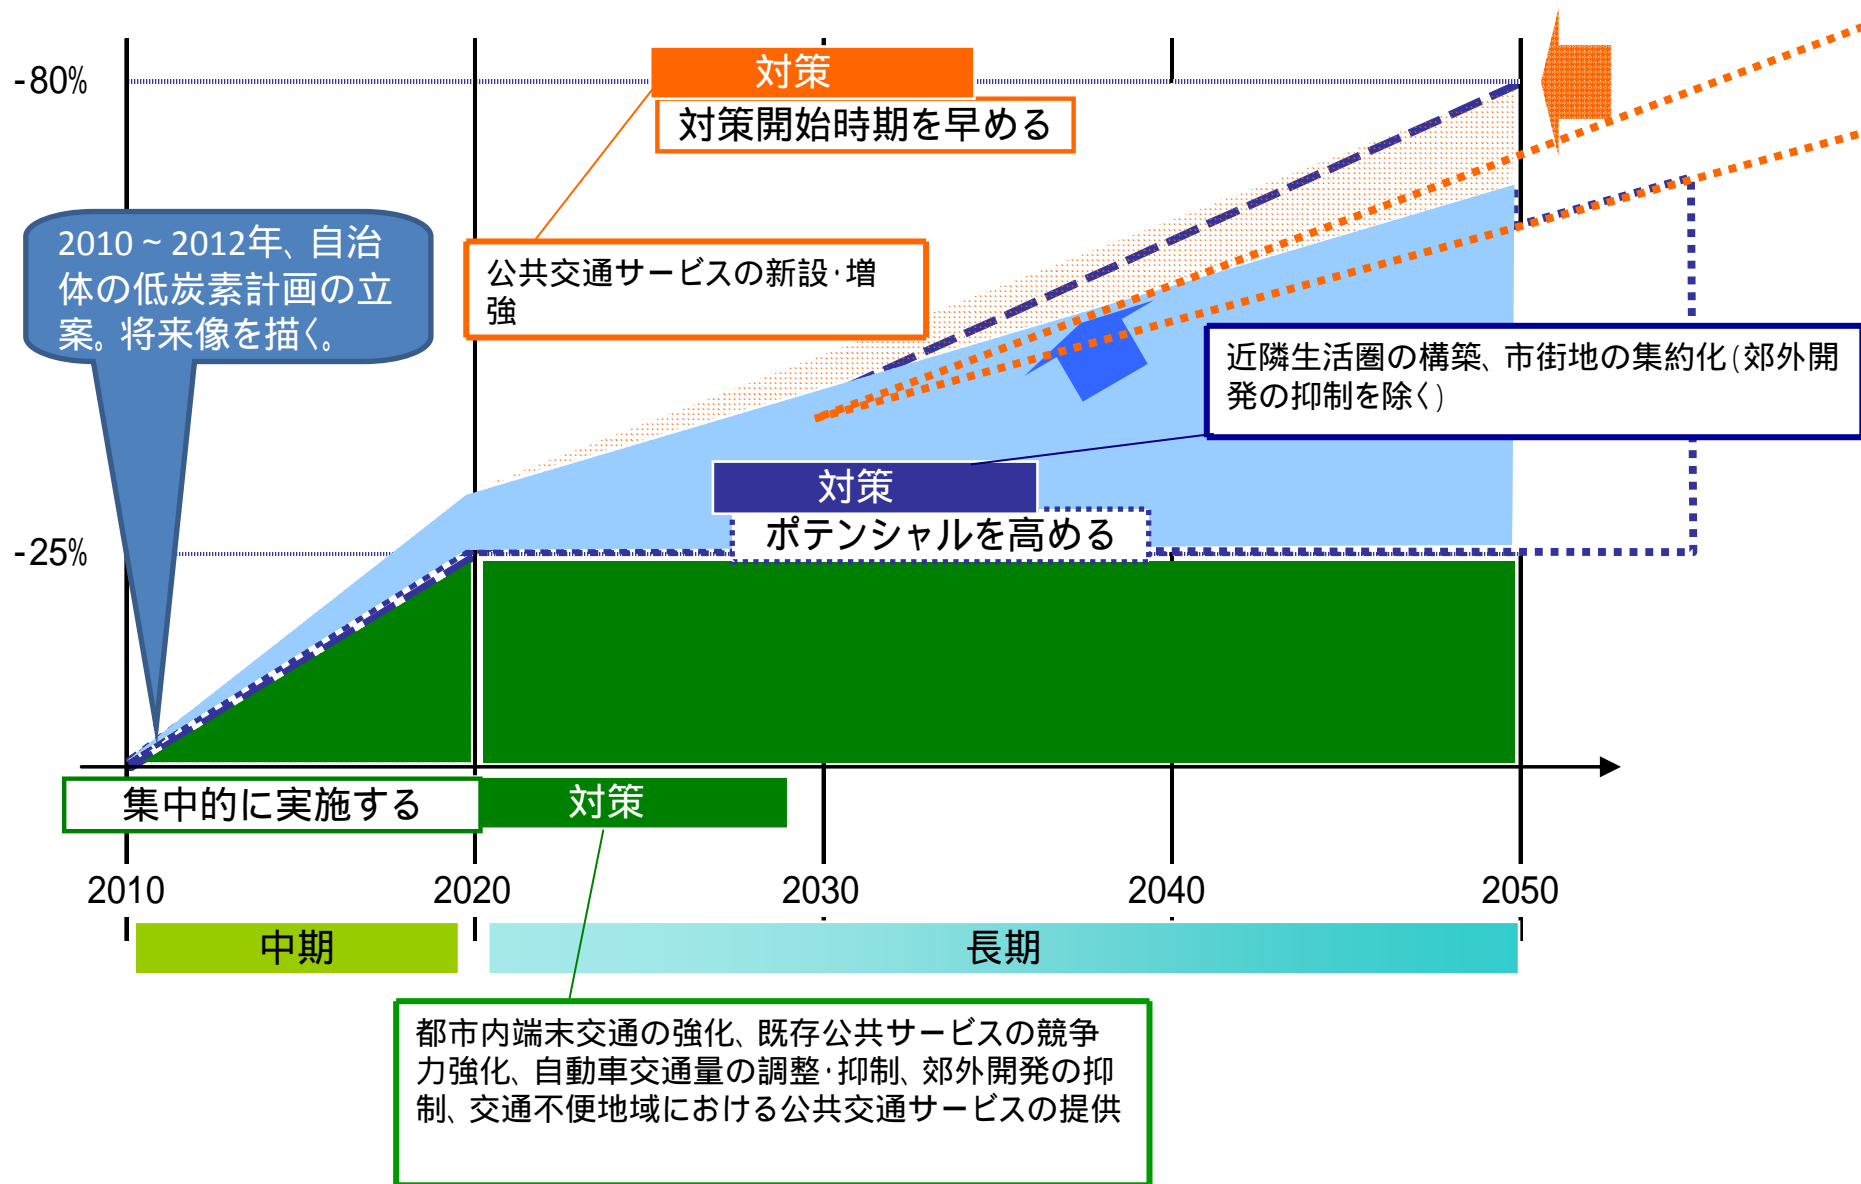 -80%
対策
対策開始時期を早める
2010 ~ 2012年、自治
体の低炭素計画の立
案。将来像を描く。
公共交通サービスの新設・増
強
近隣生活圏の構築、市街地の集約化(郊外開
発の抑制を除く)
対策
ポテンシャルを高める
-25%
集中的に実施する
対策
2010
2020
2030
2040
2050
中期
長期
都市内端末交通の強化、既存公共サービスの競争
力強化、自動車交通量の調整・抑制、郊外開発の抑
制、交通不便地域における公共交通サービスの提供